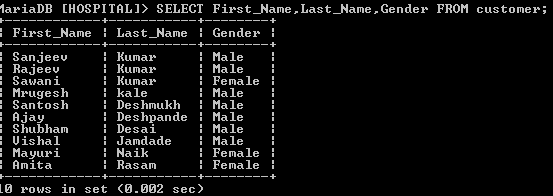 MariaDB [HOSPITAL]> SELECT First_Name,Last_Name,Gender FROM customer;
+------------+-----------+--------+
| First_Name | Last_Name | Gender |
+------------+-----------+--------+
| Sanjeev | Kumar | Male |
| Rajeev | Kumar | Male |
| Sawani | Kumar | Female |
| Mrugesh | kale | Male |
| Santosh | Deshmukh | Male |
| Ajay | Deshpande | Male |
| Shubham | Desai | Male |
| Vishal | Jamdade | Male |
| Mayuri | Naik | Female |
| Amita | Rasam | Female |
+------------+-----------+--------+
10 rows in set (0.002 sec)